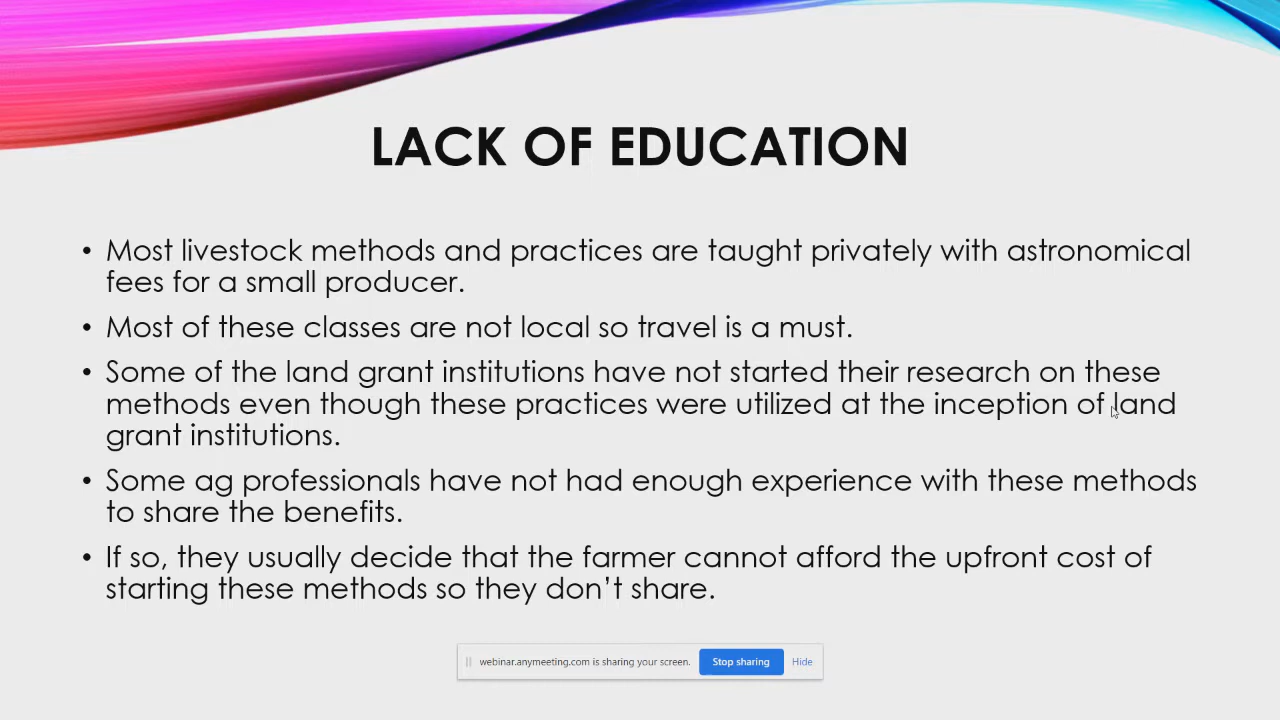 LACK OF EDUCATION
• Most livestock methods and practices are taught privately with astronomical
fees for a small producer.
• Most of these classes are not local so travel is a must.
• Some of the land grant institutions have not started their research on these
methods even though these practices were utilized at the inception of land
grant institutions.
• Some ag professionals have not had enough experience with these methods
to share the benefits.
• If so, they usually decide that the farmer cannot afford the upfront cost of
starting these methods so they don’t share.
webinar.anymeeting.com is sharing your screen. Stop sharing Hide